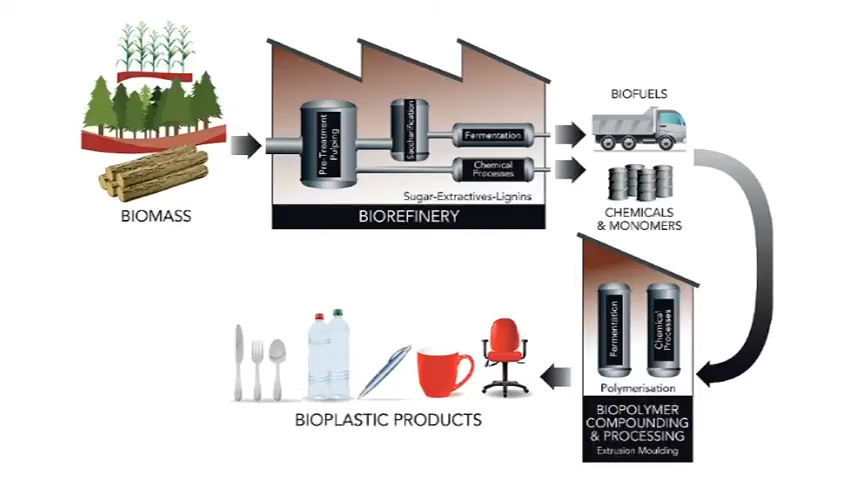 BIOMASS
Pre-Treatment
Pulping
Saccharification
Fermentation
Chemical
Processes
Sugar-Extractives-Lignins
BIOREFINERY
BIOFUELS
CHEMICALS
& MONOMERS
Fermentation
Chemical
Processes
Polymerisation
BIOPOLYMER
COMPOUNDING
& PROCESSING
Extrusion Moulding
BIOPLASTIC PRODUCTS